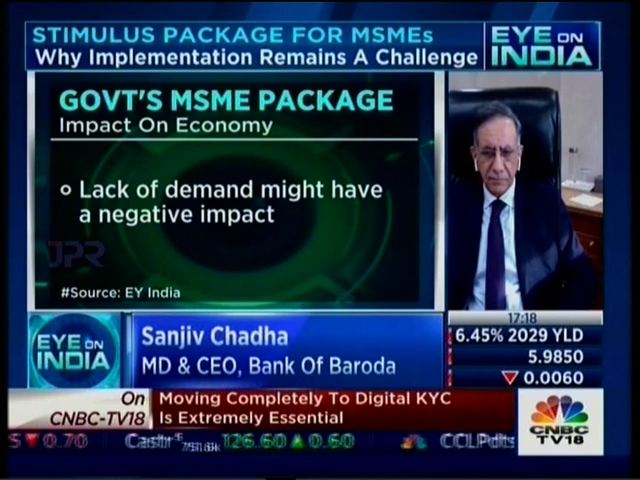 STIMULUS PACKAGE FOR MSMEs
Why Implementation Remains A Challenge
EYE ON
INDIA
GOVT'S MSME PACKAGE
Impact On Economy
Lack of demand might have
a negative impact
JPR
#Source: EY India
17:18
6.45% 2029 YLD
5.9850
▼ 0.0060
EYE ON
INDIA
Sanjiv Chadha
MD & CEO, Bank Of Baroda
On
CNBC-TV18
Moving Completely To Digital KYC
Is Extremely Essential
CNBC
TV18
S ▼ 0.70 126.60 ▲ 0.60 CCLPdts